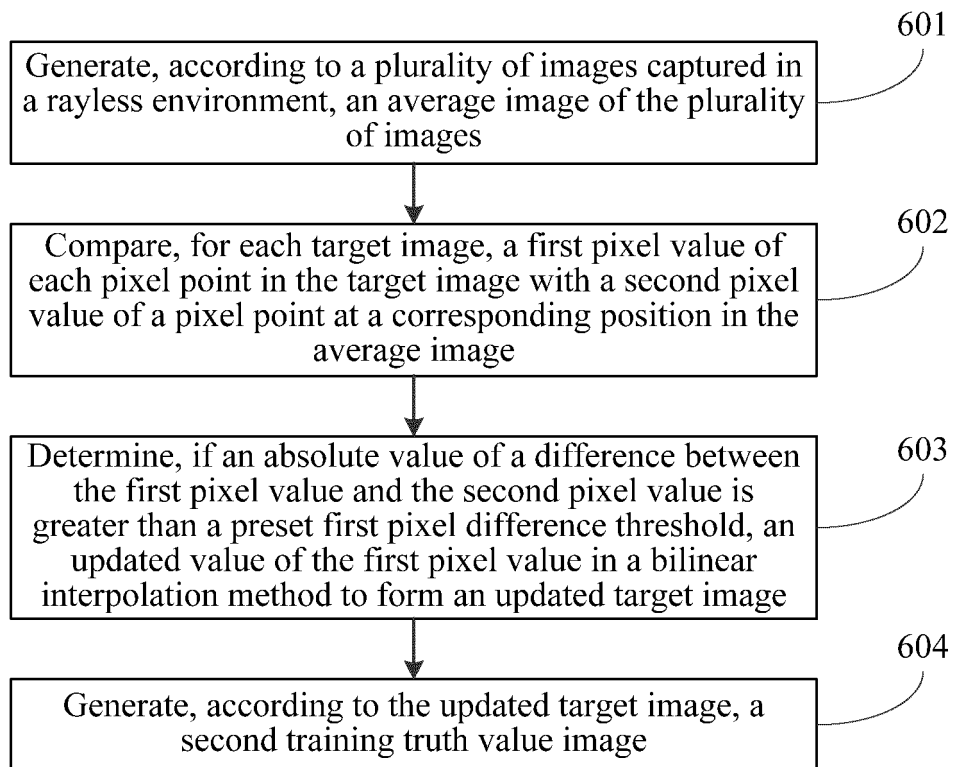 601
Generate, according to a plurality of images captured in
a rayless environment, an average image of the plurality
of images
602
Compare, for each target image, a first pixel value of
each pixel point in the target image with a second pixel
value of a pixel point at a corresponding position in the
average image
603
Determine, if an absolute value of a difference between
the first pixel value and the second pixel value is
greater than a preset first pixel difference threshold, an
updated value of the first pixel value in a bilinear
interpolation method to form an updated target image
604
Generate, according to the updated target image, a
second training truth value image